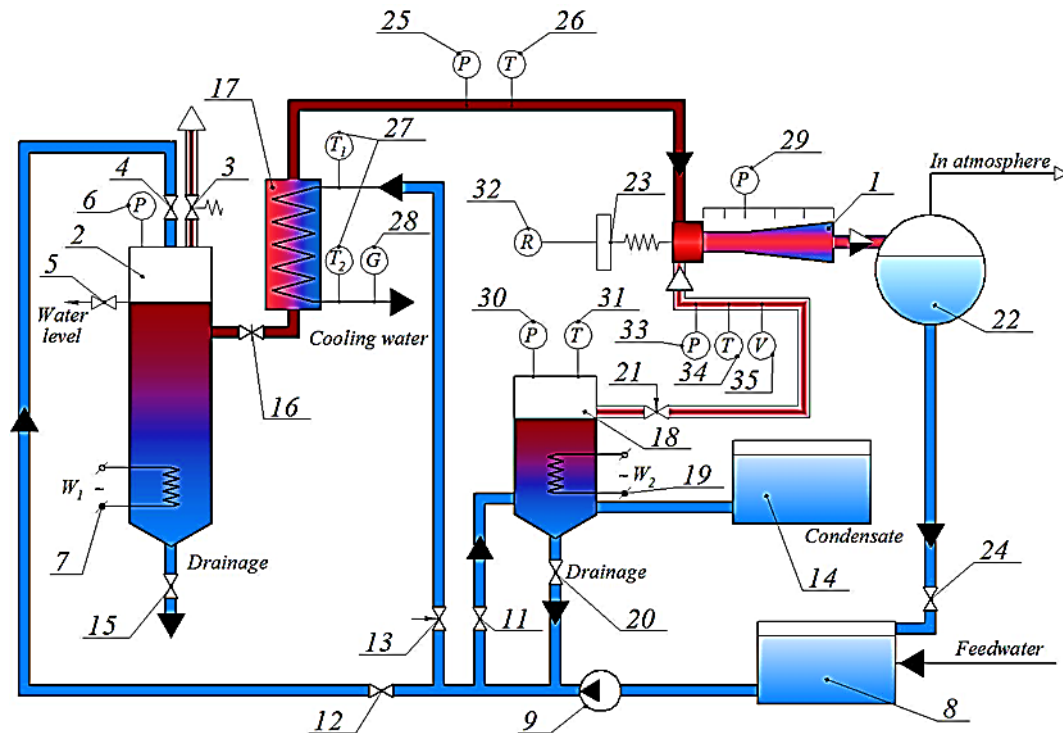 25
26
P
T
17
29
In atmosphere
T1
27
P
23
1
4
3
32
6
P
28
R
2
T2
G
5
30
31
Water
level
Cooling water
P
T
33
P
T
V
22
34
35
21
16
18
W1 ~
~ W2
19
7
Drainage
Condensate
14
Drainage
24
15
13
11
20
Feedwater
12
9
8